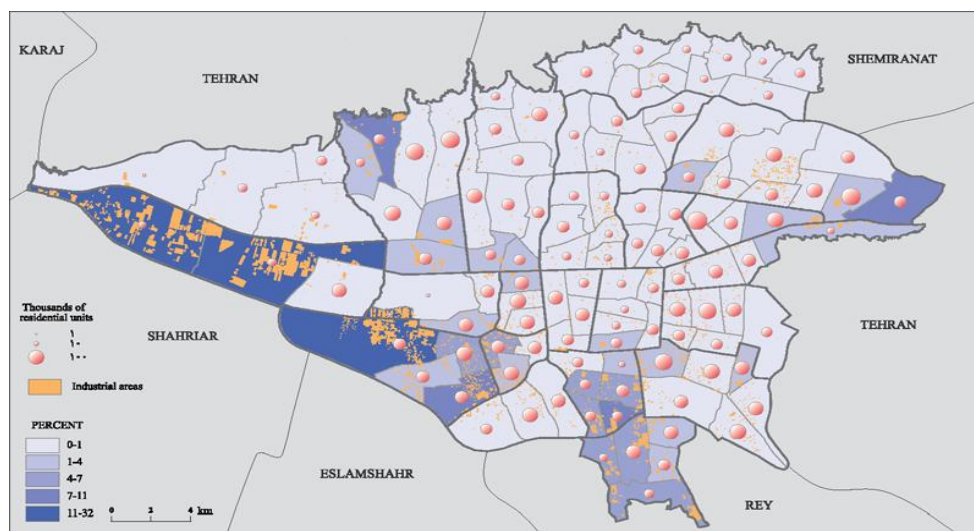 KARAJ
TEHRAN
SHEMIRANAT
SHAHRIAR
TEHRAN
ESLAMSHAHR
REY
Thousands of
residential units
۱
۱۰
۱۰۰
Industrial areas
PERCENT
0-1
1-4
4-7
7-11
11-32
0 2 4 km